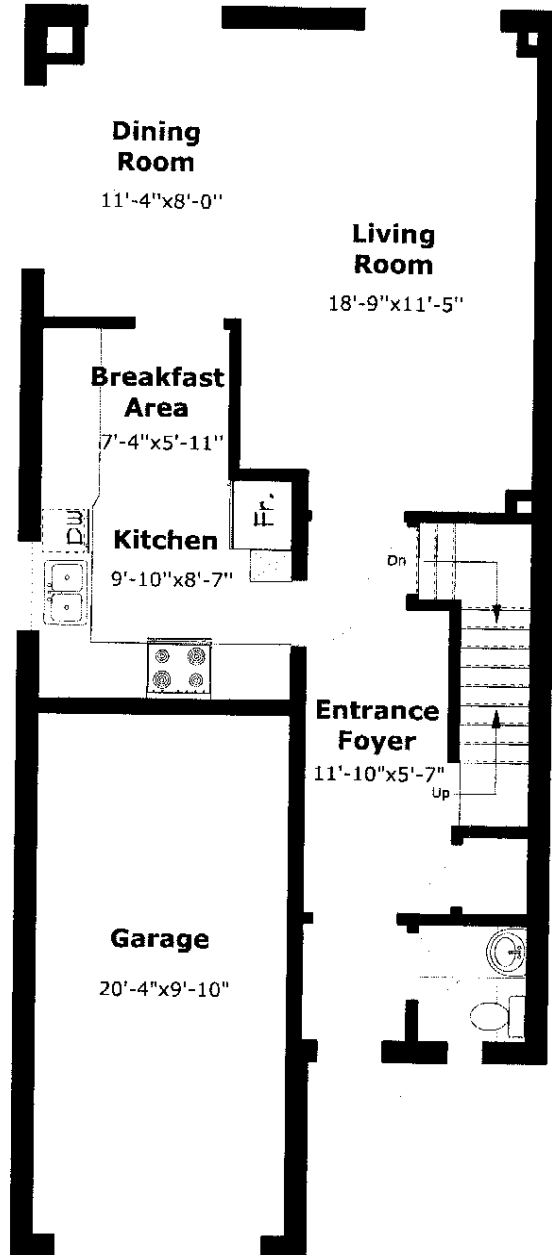 Dining
Room
11'-4"x8'-0"
Living
Room
18'-9"x11'-5"
Breakfast
Area
7'-4"x5'-11"
Fr.
DW
Kitchen
9'-10"x8'-7"
Dn
Entrance
Foyer
11'-10"x5'-7"
Up
Garage
20'-4"x9'-10"